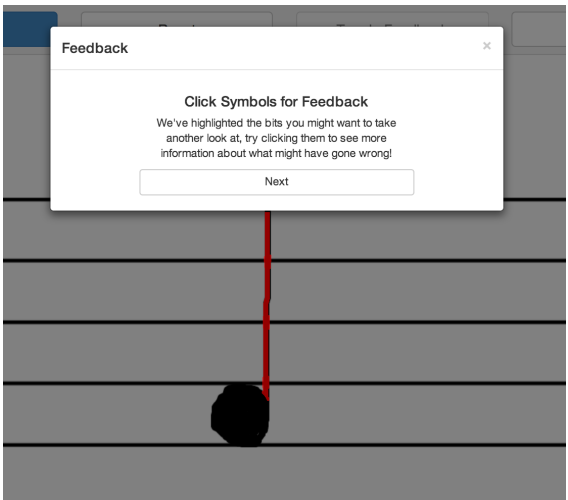 Feedback
×
Click Symbols for Feedback
We've highlighted the bits you might want to take
another look at, try clicking them to see more
information about what might have gone wrong!
Next